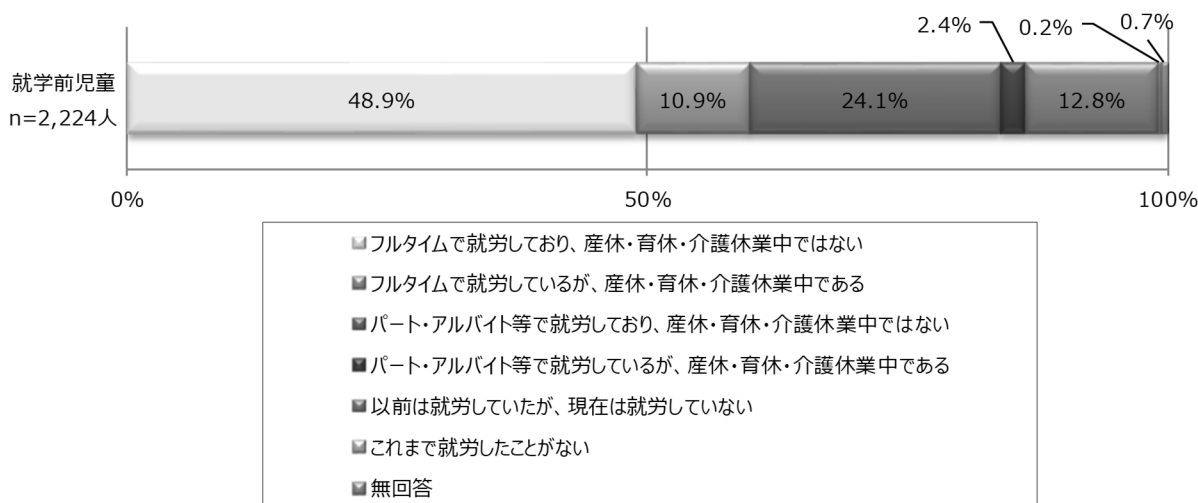 2.4%
0.2%
0.7%
就学前児童
n=2,224人
48.9%
10.9%
24.1%
12.8%
0%
50%
100%
フルタイムで就労しており、産休・育休・介護休業中ではない
フルタイムで就労しているが、産休・育休・介護休業中である
パート・アルバイト等で就労しており、産休・育休・介護休業中ではない
パート・アルバイト等で就労しているが、産休・育休・介護休業中である
以前は就労していたが、現在は就労していない
これまで就労したことがない
無回答